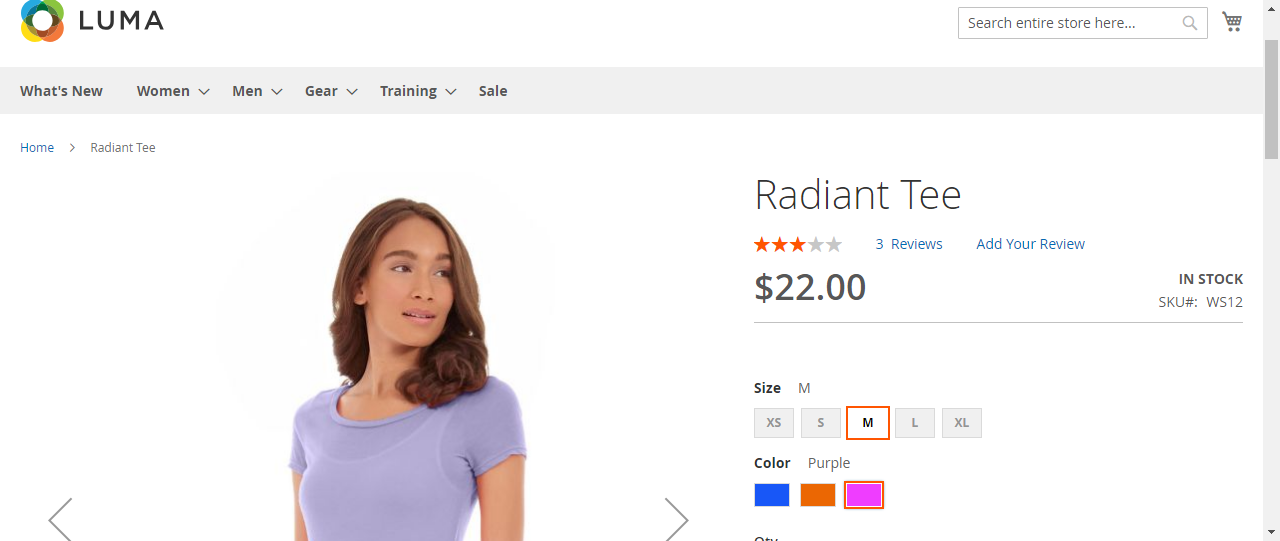 LUMA
Search entire store here...
What's New Women Men Gear Training Sale
Home Radiant Tee
Radiant Tee
3 Reviews Add Your Review
$22.00
IN STOCK
SKU#: WS12
Size M
XS S M L XL
Color Purple
Qty